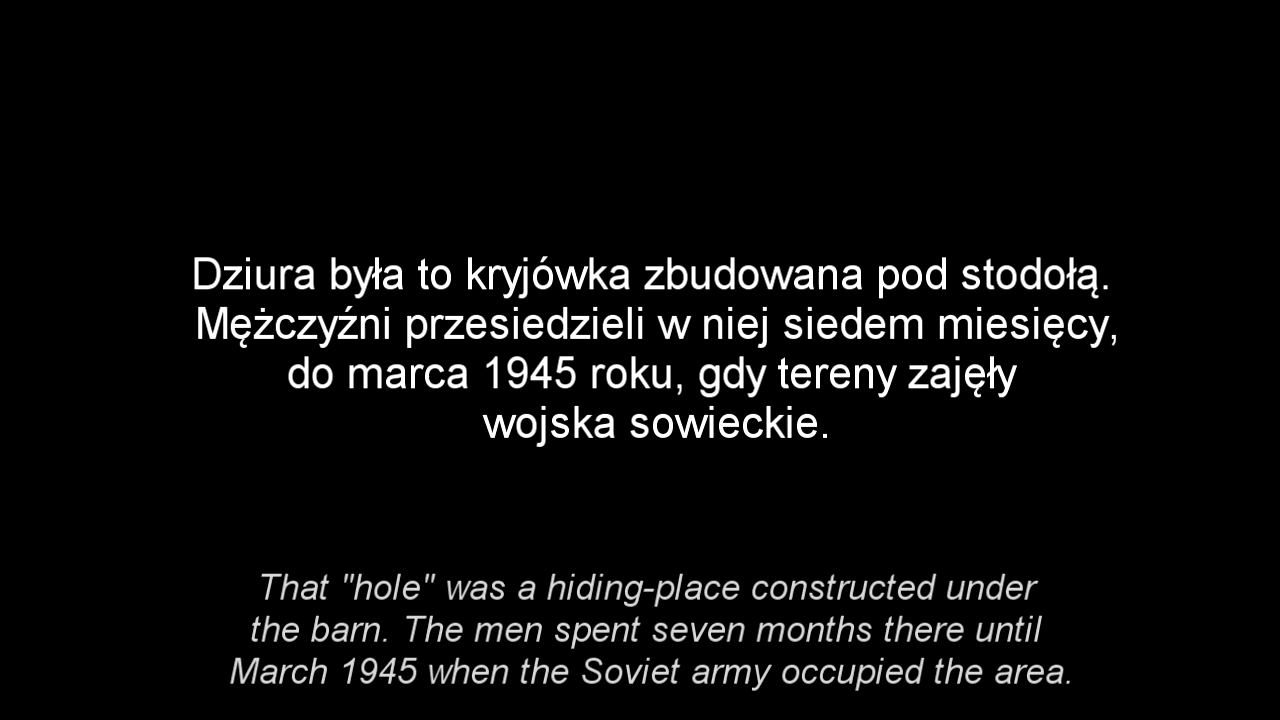 Dziura była to kryjówka zbudowana pod stodołą.
Mężczyźni przesiedzieli w niej siedem miesięcy,
do marca 1945 roku, gdy tereny zajęły
wojska sowieckie.
That "hole" was a hiding-place constructed under
the barn. The men spent seven months there until
March 1945 when the Soviet army occupied the area.